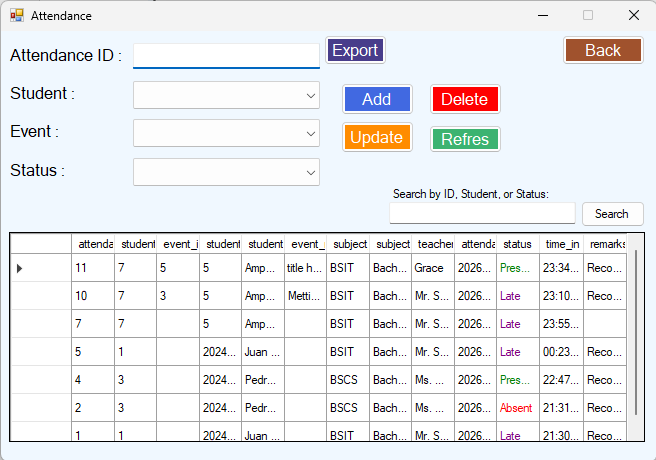 Attendance
Attendance ID : Export Back
Student : Add Delete
Event : Update Refres
Status :
Search by ID, Student, or Status:
Search
attenda student event_i student student event_ subject subject teacher attenda status time_in remarks
11 7 5 5 Amp... title h... BSIT Bach... Grace 2026... Pres... 23:34... Reco...
10 7 3 5 Amp... Metti... BSIT Bach... Mr. S... 2026... Late 23:10... Reco...
7 7 5 Amp... BSIT Bach... Mr. S... 2026... Late 23:55...
5 1 2024... Juan ... BSIT Bach... Mr. S... 2026... Late 00:23... Reco...
4 3 2024... Pedr... BSCS Bach... Ms. ... 2026... Pres... 22:47... Reco...
2 3 2024... Pedr... BSCS Bach... Ms. ... 2026... Absent 21:31... Reco...
1 1 2024... Juan ... BSIT Bach... Mr. S... 2026... Late 21:30... Reco...